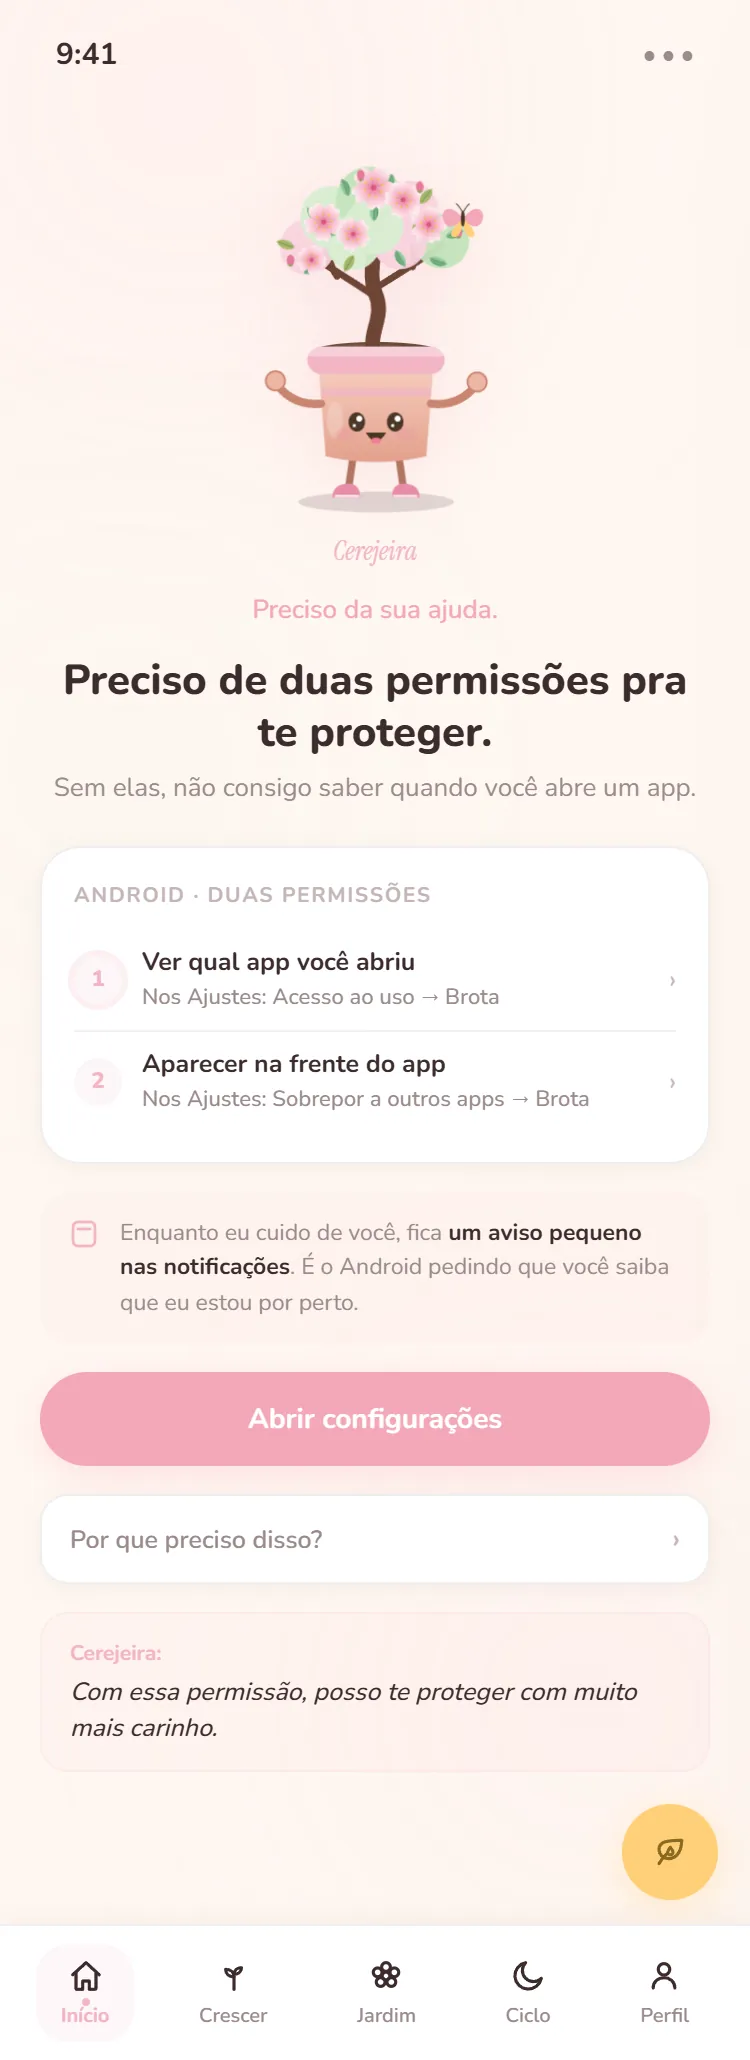 9:41
Cerejeira
Preciso da sua ajuda.
Preciso de duas permissões pra
te proteger.
Sem elas, não consigo saber quando você abre um app.
ANDROID · DUAS PERMISSÕES
1
Ver qual app você abriu
Nos Ajustes: Acesso ao uso → Brota
2
Aparecer na frente do app
Nos Ajustes: Sobrepor a outros apps → Brota
Enquanto eu cuido de você, fica um aviso pequeno
nas notificações. É o Android pedindo que você saiba
que eu estou por perto.
Abrir configurações
Por que preciso disso?
Cerejeira:
Com essa permissão, posso te proteger com muito
mais carinho.
Início Crescer Jardim Ciclo Perfil